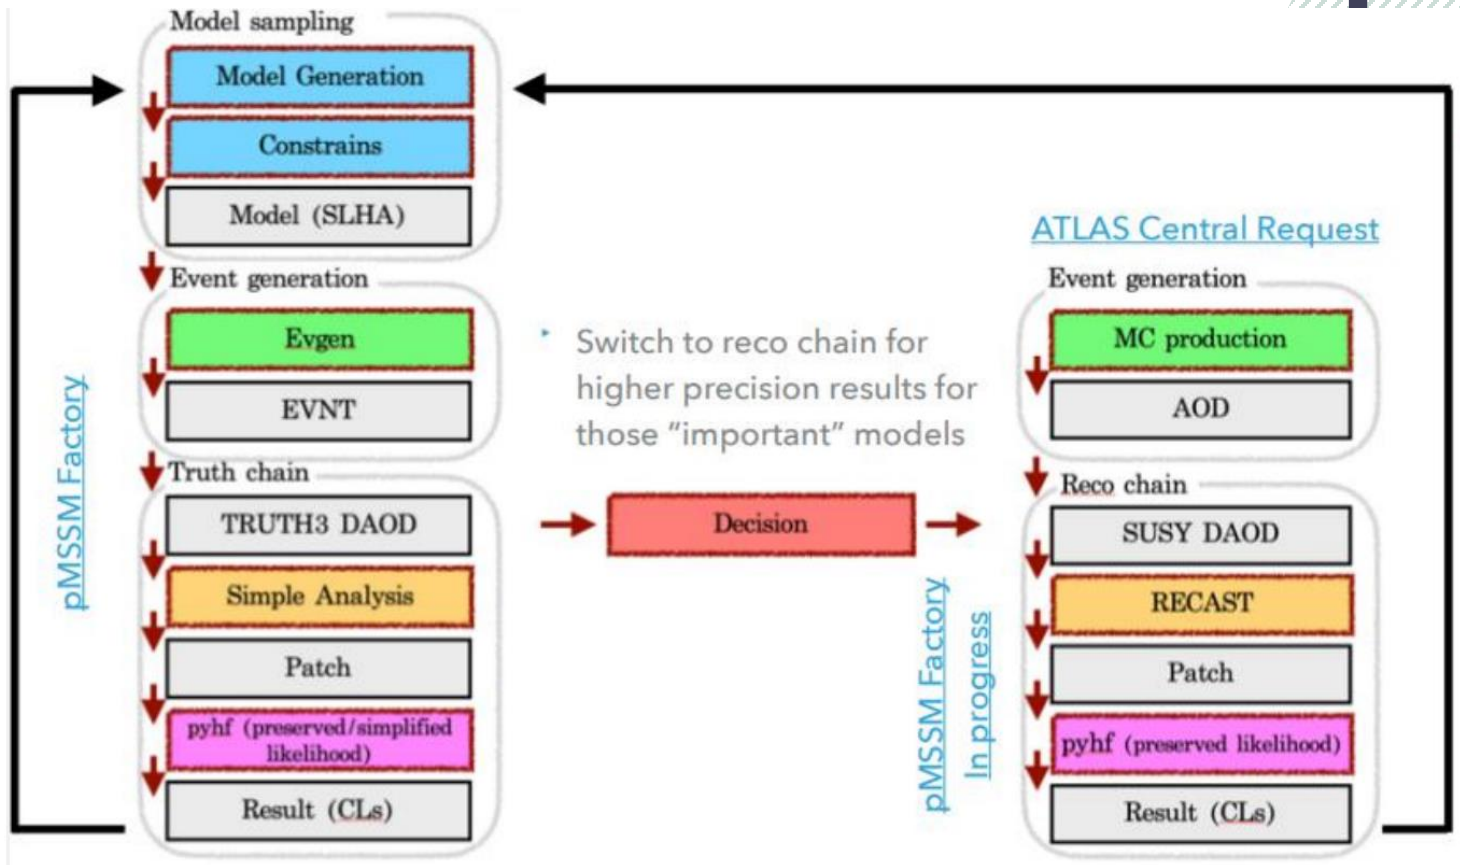 Model sampling
Model Generation
Constrains
Model (SLHA)
Event generation
Evgen
EVNT
Truth chain
TRUTH3 DAOD
Simple Analysis
Patch
pyhf (preserved/simplified
likelihood)
Result (CLs)
pMSSM Factory
Switch to reco chain for
higher precision results for
those “important” models
Decision
pMSSM Factory
In progress
ATLAS Central Request
Event generation
MC production
AOD
Reco chain
SUSY DAOD
RECAST
Patch
pyhf (preserved likelihood)
Result (CLs)